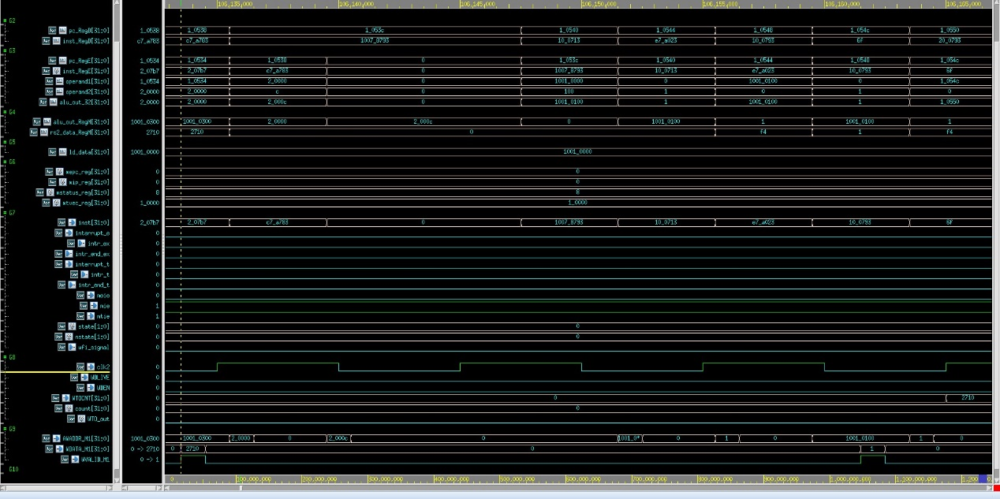 106,135,000 106,140,000 106,145,000 106,150,000 106,155,000 106,160,000 106,165,000
G2
pc_RegD[31:0] 1_0538 1_0538 1_053c 1_0540 1_0544 1_0548 1_054c 1_0550
inst_RegD[31:0] c7_a783 c7_a783 1007_8793 10_0713 e7_a023 10_0793 6f 20_0793
G3
pc_RegE[31:0] 1_0534 1_0534 1_0538 0 1_053c 1_0540 1_0544 1_0548 1_054c
inst_RegE[31:0] 2_07b7 2_07b7 c7_a783 0 1007_8793 10_0713 e7_a023 10_0793 6f
operand1[31:0] 1_0534 1_0534 2_0000 0 1001_0000 0 1001_0100 0 1_054c
operand2[31:0] 2_0000 2_0000 c 0 100 1 0 1 0
alu_out_32[31:0] 2_0000 2_0000 2_000c 0 1001_0100 1 1001_0100 1 1_0550
G4
alu_out_RegM[31:0] 1001_0300 1001_0300 2_0000 2_000c 0 1001_0100 1 1001_0100 1
rs2_data_RegM[31:0] 2710 2710 0 f4 1 f4
G5
ld_data[31:0] 1001_0000 1001_0000
G6
mepc_reg[31:0] 0 0
mip_reg[31:0] 0 0
mstatus_reg[31:0] 8 8
mtvec_reg[31:0] 1_0000 1_0000
G7
inst[31:0] 2_07b7 2_07b7 c7_a783 0 1007_8793 10_0713 e7_a023 10_0793 6f
interrupt_e 0
intr_ex 0
intr_end_ex 0
interrupt_t 0
intr_t 0
intr_end_t 0
meie 0
mie 1
mtie 1
state[1:0] 0 0
nstate[1:0] 0 0
wfi_signal 0
G8
clk2 0
WDLIVE 0
WDEN 0
WTOCNT[31:0] 0 0 2710
count[31:0] 0 0
WTO_out 0
G9
AWADDR_M1[31:0] 1001_0300 1001_0300 2_0000 0 2_000c 0 1001_0* 0 1 0 1001_0100 1 0
WDATA_M1[31:0] 0 -> 2710 0 2710 0 1 0
WVALID_M1 0 -> 1
G10
0 100,000,000 200,000,000 300,000,000 400,000,000 500,000,000 600,000,000 700,000,000 800,000,000 900,000,000 1,000,000,000 1,100,000,000